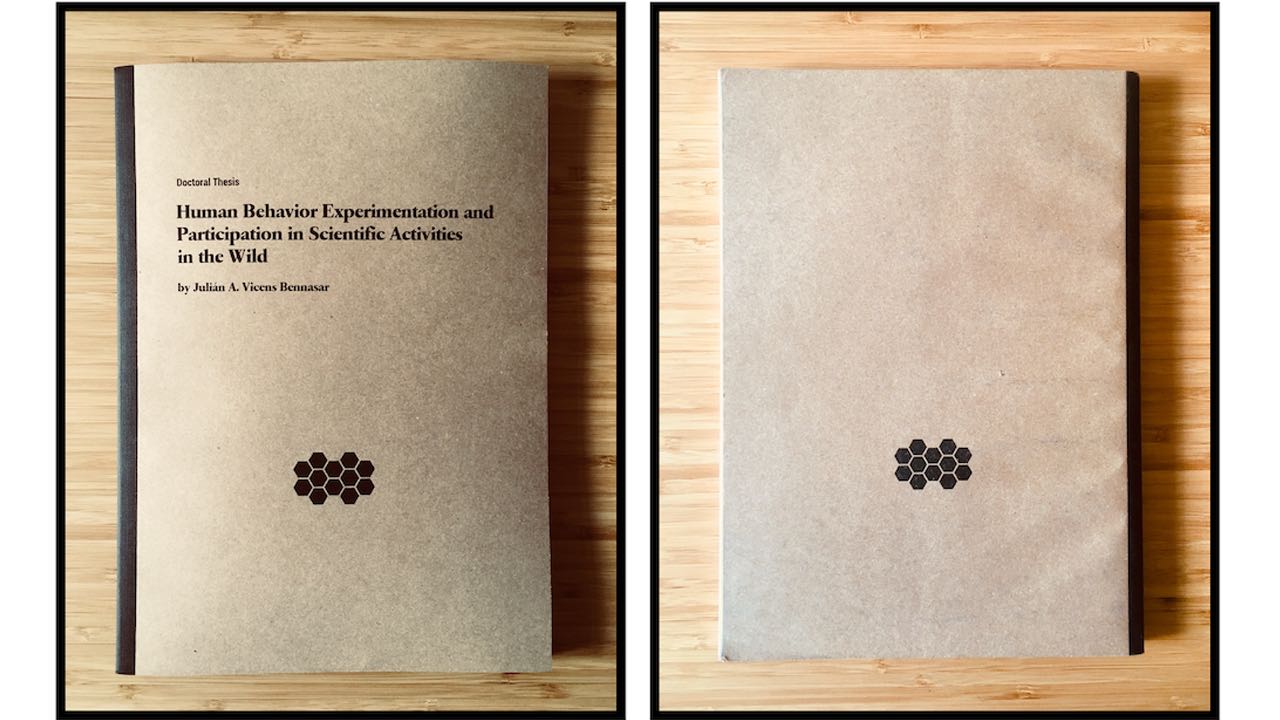 Doctoral Thesis
Human Behavior Experimentation and
Participation in Scientific Activities
in the Wild
by Julián A. Vicens Bennasar